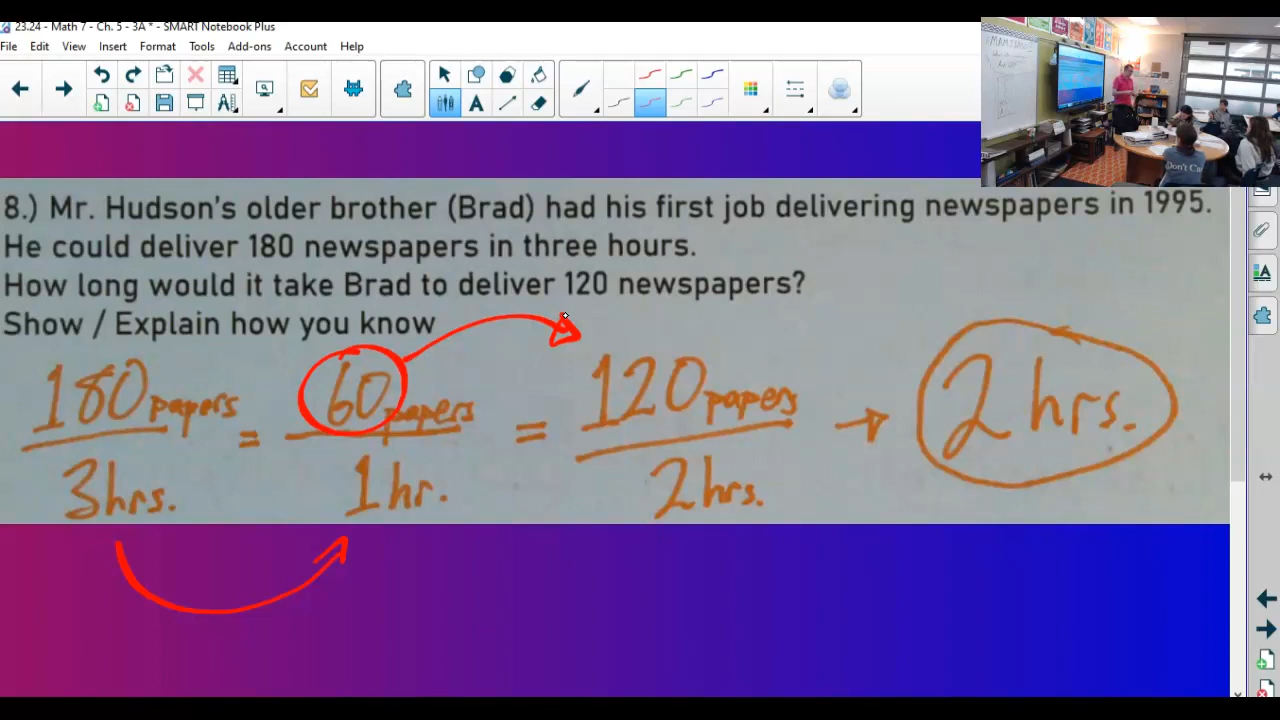 23.24 - Math 7 - Ch. 5 - 3A * - SMART Notebook Plus
File Edit View Insert Format Tools Add-ons Account Help
8.) Mr. Hudson's older brother (Brad) had his first job delivering newspapers in 1995.
He could deliver 180 newspapers in three hours.
How long would it take Brad to deliver 120 newspapers?
Show / Explain how you know
180 papers = 60 papers = 120 papers → 2 hrs.
3 hrs. 1 hr. 2 hrs.
Don't